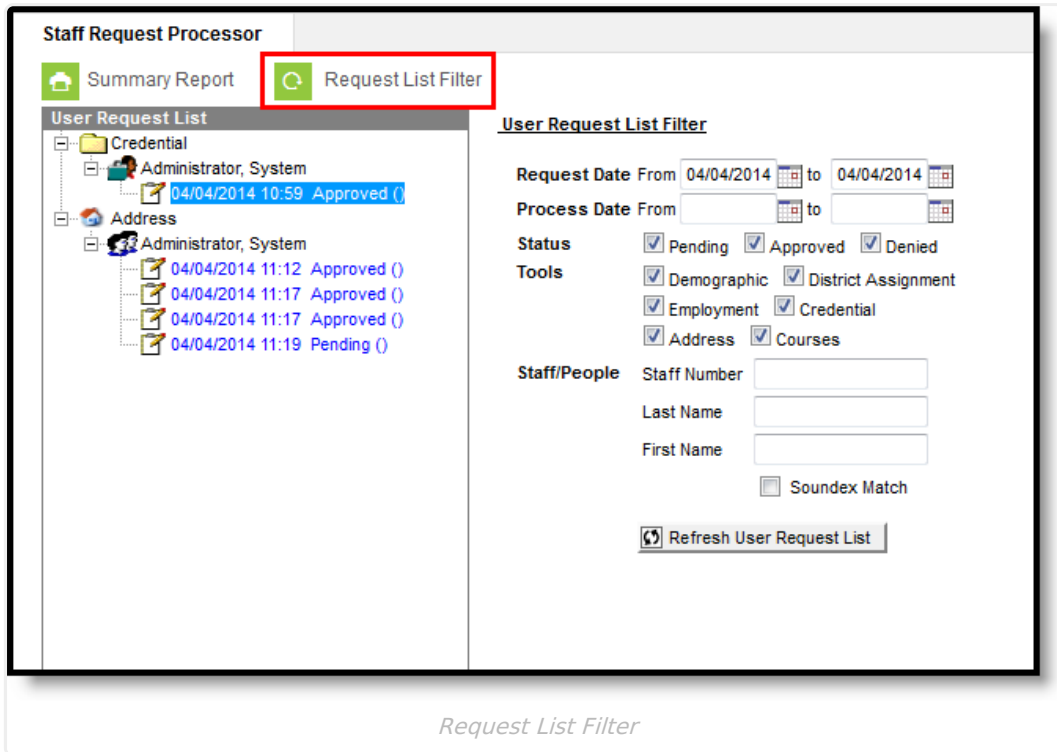 Staff Request Processor
Summary Report
Request List Filter
User Request List
Credential
Administrator, System
04/04/2014 10:59 Approved ()
Address
Administrator, System
04/04/2014 11:12 Approved ()
04/04/2014 11:17 Approved ()
04/04/2014 11:17 Approved ()
04/04/2014 11:19 Pending ()
User Request List Filter
Request Date From 04/04/2014 to 04/04/2014
Process Date From to
Status Pending Approved Denied
Tools Demographic District Assignment
Employment Credential
Address Courses
Staff/People Staff Number
Last Name
First Name
Soundex Match
Refresh User Request List
Request List Filter